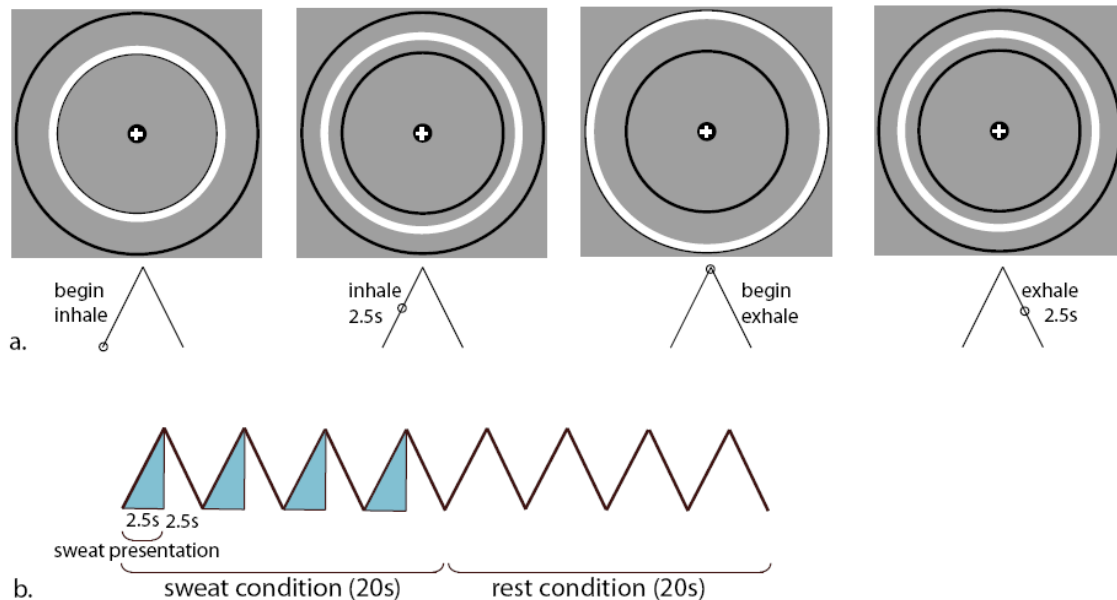 begin
inhale
inhale
2.5s
begin
exhale
exhale
2.5s
a.
2.5s 2.5s
sweat presentation
sweat condition (20s) rest condition (20s)
b.